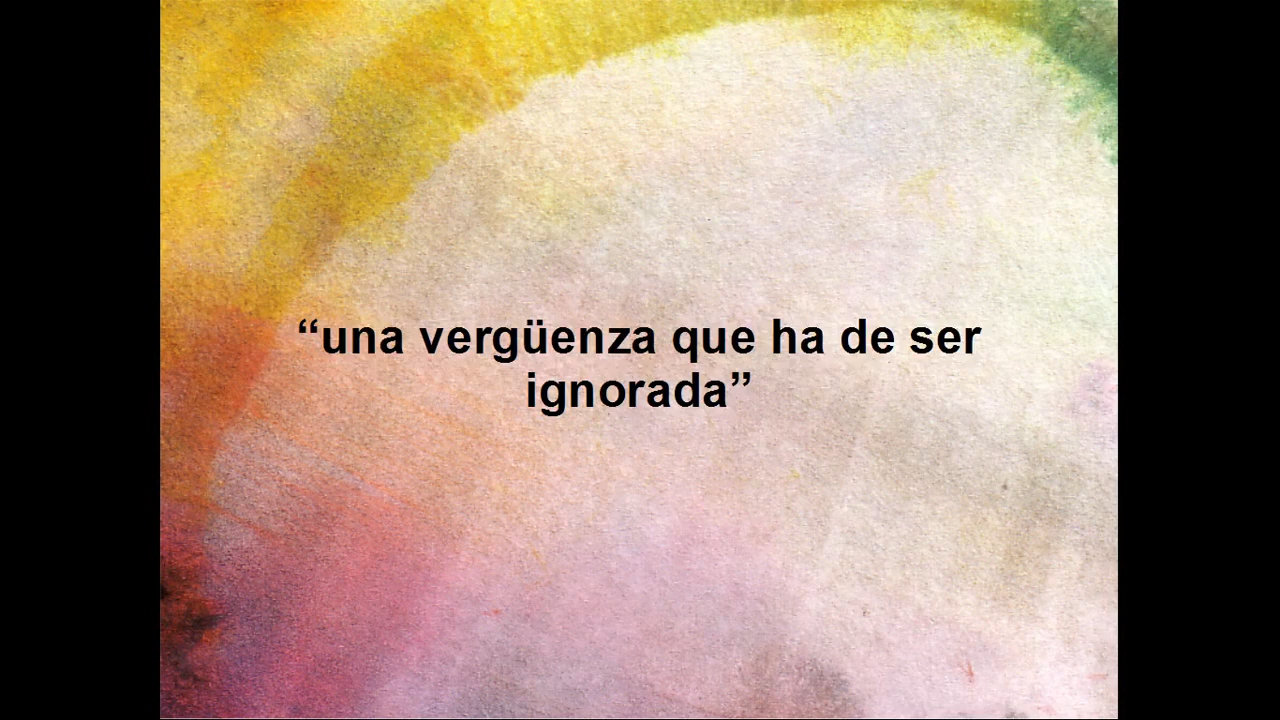 “una vergüenza que ha de ser
ignorada”